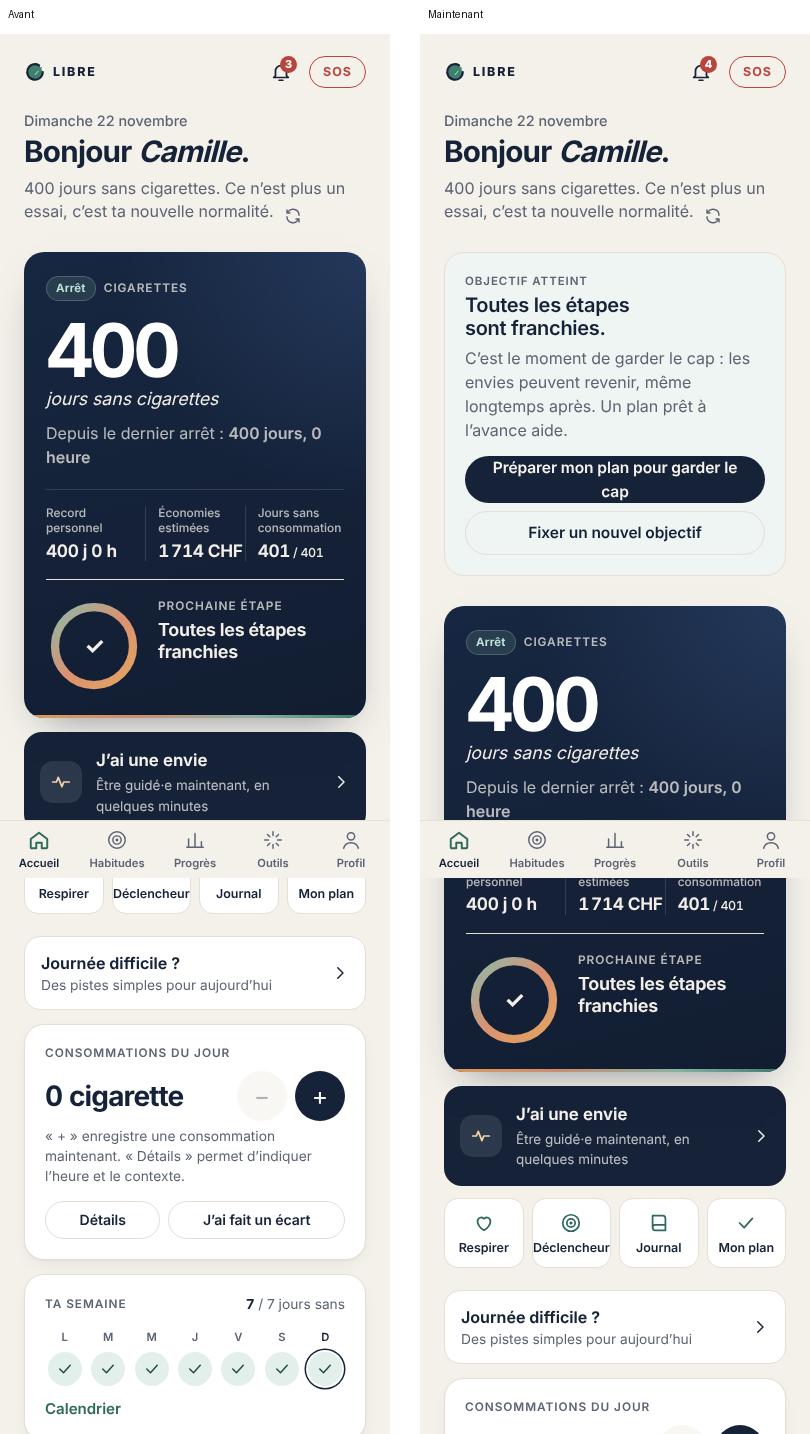 Avant
LIBRE
3
SOS
Dimanche 22 novembre
Bonjour Camille.
400 jours sans cigarettes. Ce n’est plus un
essai, c’est ta nouvelle normalité.
Arrêt CIGARETTES
400
jours sans cigarettes
Depuis le dernier arrêt : 400 jours, 0
heure
Record
personnel
400 j 0 h
Économies
estimées
1 714 CHF
Jours sans
consommation
401 / 401
PROCHAINE ÉTAPE
Toutes les étapes
franchies
J’ai une envie
Être guidé·e maintenant, en
quelques minutes
Accueil Habitudes Progrès Outils Profil
Respirer Déclencheur Journal Mon plan
Journée difficile ?
Des pistes simples pour aujourd’hui
CONSOMMATIONS DU JOUR
0 cigarette − +
« + » enregistre une consommation
maintenant. « Détails » permet d’indiquer
l’heure et le contexte.
Détails J’ai fait un écart
TA SEMAINE 7 / 7 jours sans
L M M J V S D
Calendrier
Maintenant
LIBRE
4
SOS
Dimanche 22 novembre
Bonjour Camille.
400 jours sans cigarettes. Ce n’est plus un
essai, c’est ta nouvelle normalité.
OBJECTIF ATTEINT
Toutes les étapes
sont franchies.
C’est le moment de garder le cap : les
envies peuvent revenir, même
longtemps après. Un plan prêt à
l’avance aide.
Préparer mon plan pour garder le
cap
Fixer un nouvel objectif
Arrêt CIGARETTES
400
jours sans cigarettes
Depuis le dernier arrêt : 400 jours, 0
heure
Accueil Habitudes Progrès Outils Profil
personnel estimées consommation
400 j 0 h 1 714 CHF 401 / 401
PROCHAINE ÉTAPE
Toutes les étapes
franchies
J’ai une envie
Être guidé·e maintenant, en
quelques minutes
Respirer Déclencheur Journal Mon plan
Journée difficile ?
Des pistes simples pour aujourd’hui
CONSOMMATIONS DU JOUR